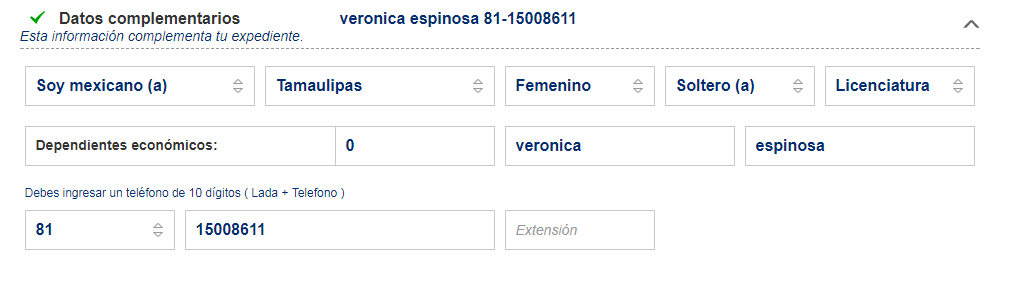 Datos complementarios veronica espinosa 81-15008611
Esta información complementa tu expediente.
Soy mexicano (a) Tamaulipas Femenino Soltero (a) Licenciatura
Dependientes económicos: 0 veronica espinosa
Debes ingresar un teléfono de 10 dígitos ( Lada + Telefono )
81 15008611 Extensión